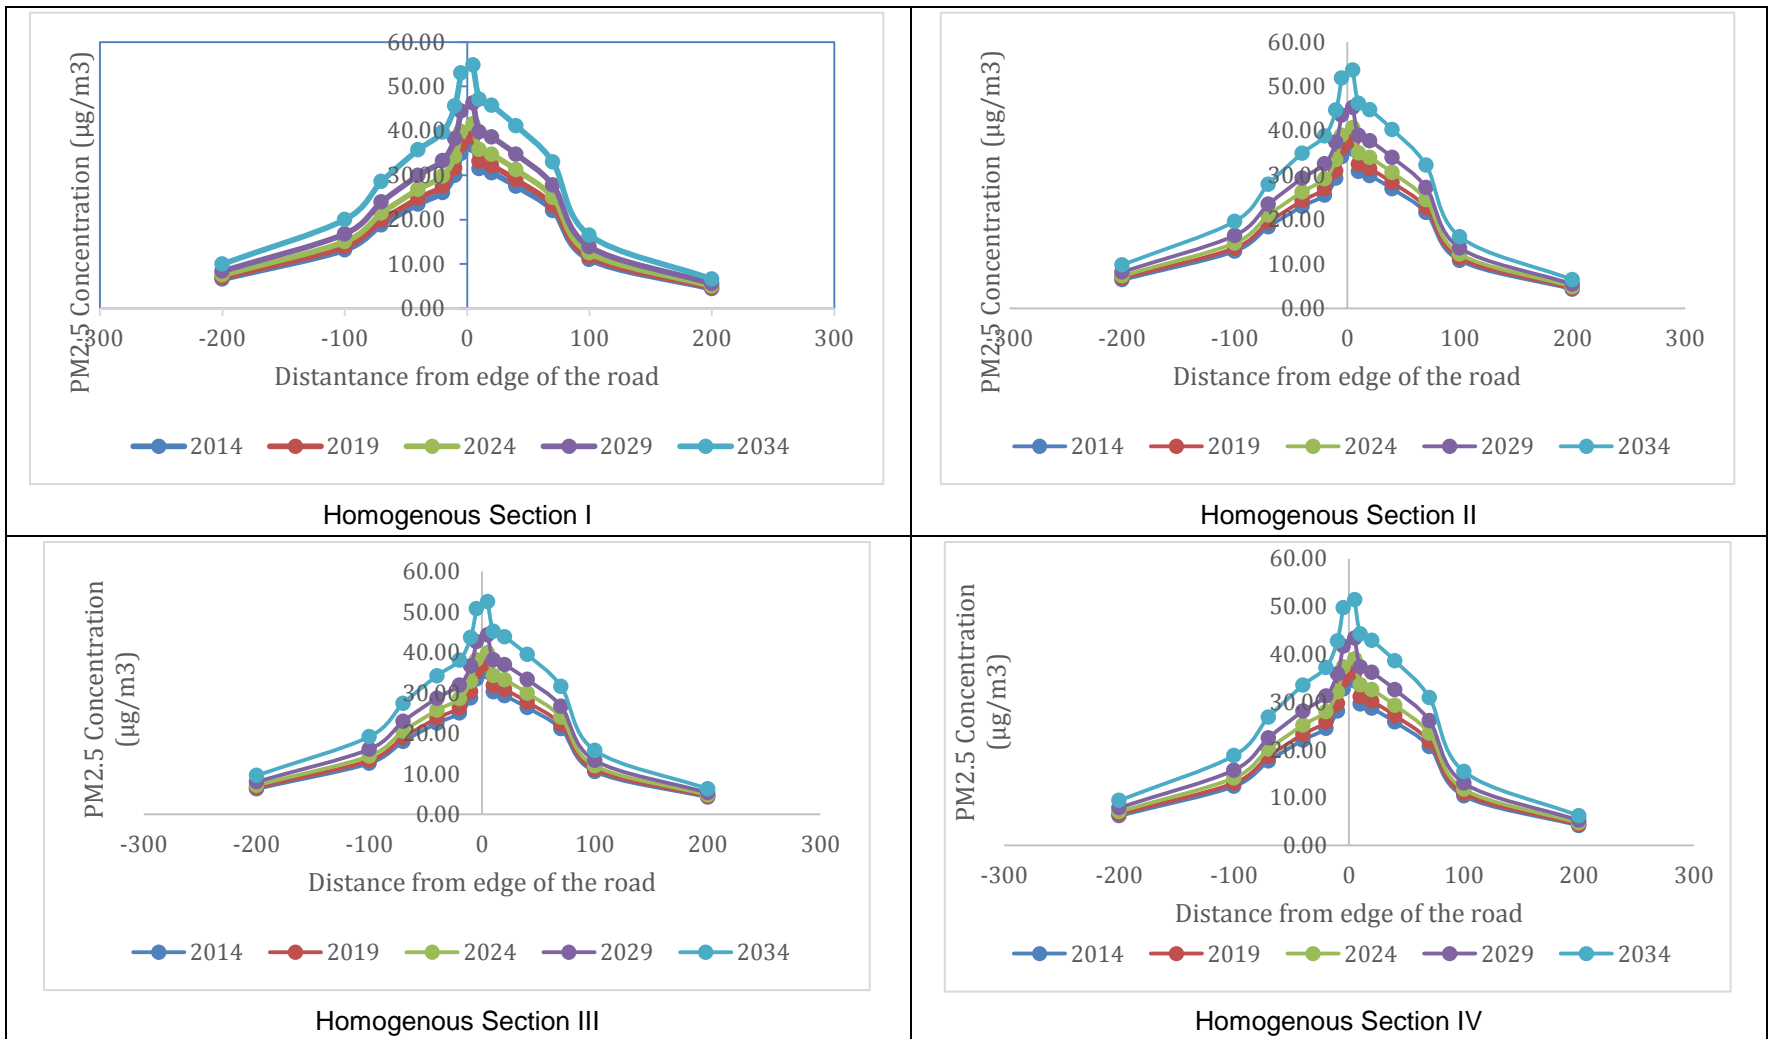 PM2.5 Concentration (µg/m3)
60.00
50.00
40.00
30.00
20.00
10.00
0.00
-300 -200 -100 0 100 200 300
Distantance from edge of the road
2014 2019 2024 2029 2034
Homogenous Section I
PM2.5 Concentration (µg/m3)
60.00
50.00
40.00
30.00
20.00
10.00
0.00
-300 -200 -100 0 100 200 300
Distance from edge of the road
2014 2019 2024 2029 2034
Homogenous Section II
PM2.5 Concentration
(µg/m3)
60.00
50.00
40.00
30.00
20.00
10.00
0.00
-300 -200 -100 0 100 200 300
Distance from edge of the road
2014 2019 2024 2029 2034
Homogenous Section III
PM2.5 Concentration
(µg/m3)
60.00
50.00
40.00
30.00
20.00
10.00
0.00
-300 -200 -100 0 100 200 300
Distance from edge of the road
2014 2019 2024 2029 2034
Homogenous Section IV